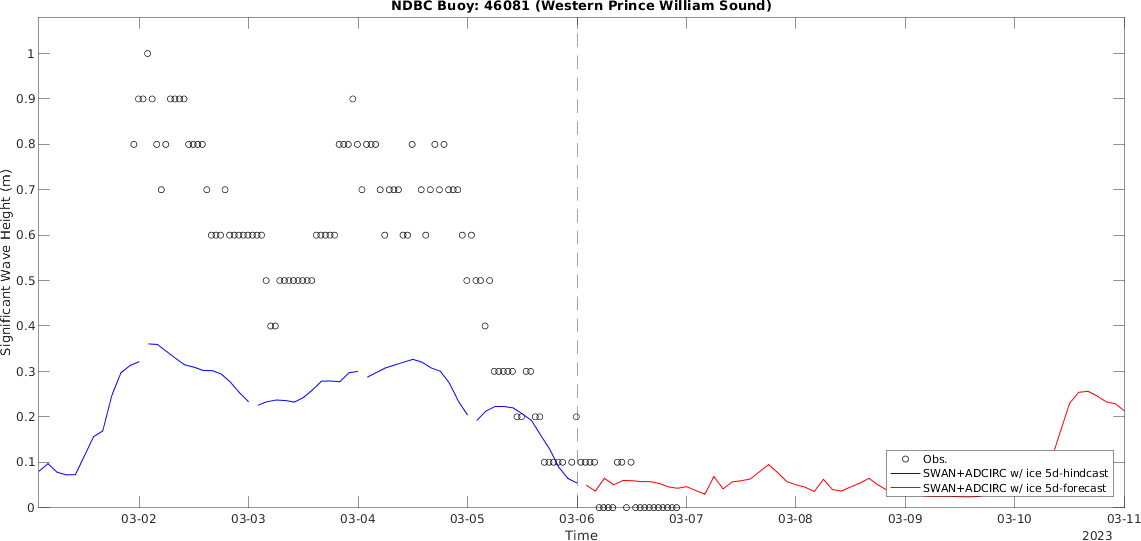 NDBC Buoy: 46081 (Western Prince William Sound)
1
0.9
0.8
0.7
0.6
0.5
0.4
0.3
0.2
0.1
0
Significant Wave Height (m)
Obs.
SWAN+ADCIRC w/ ice 5d-hindcast
SWAN+ADCIRC w/ ice 5d-forecast
03-02 03-03 03-04 03-05 03-06 03-07 03-08 03-09 03-10 03-11
Time
2023